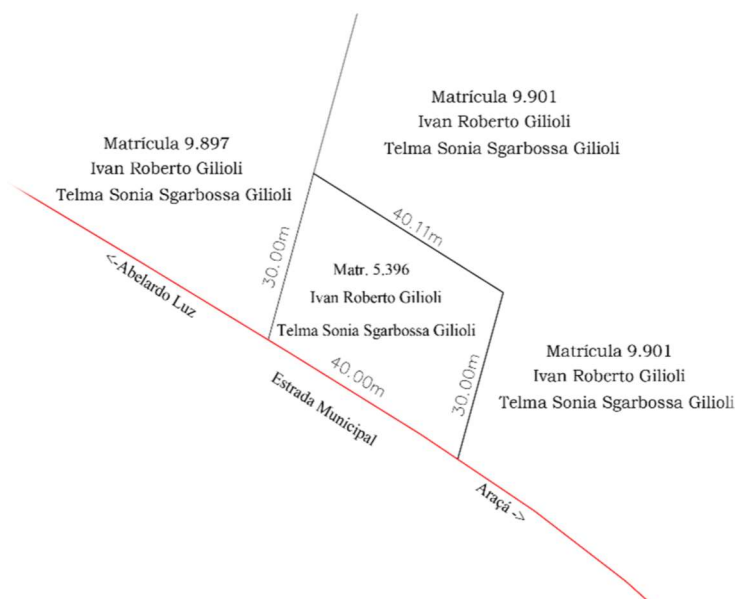 Matrícula 9.901
Ivan Roberto Gilioli
Telma Sonia Sgarbossa Gilioli
Matrícula 9.897
Ivan Roberto Gilioli
Telma Sonia Sgarbossa Gilioli
40.11m
30.00m
<-Abelardo Luz
Matr. 5.396
Ivan Roberto Gilioli
Telma Sonia Sgarbossa Gilioli
40.00m
30.00m
Estrada Municipal
Matrícula 9.901
Ivan Roberto Gilioli
Telma Sonia Sgarbossa Gilioli
Araçá ->